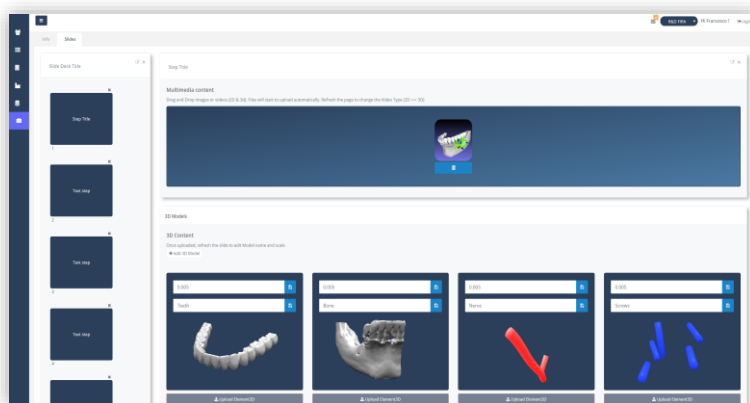 Hi Francesco !
Info
Slides
Slide Deck Title
Step Title
1
Text step
2
Text step
3
Text step
Step Title
Multimedia content
Drag and Drop images or videos (2D & 3d). Files will start to upload automatically. Refresh the page to change the Video Type (2D <-> 3D)
3D Models
3D Content
Once uploaded, refresh the slide to edit Model name and scale
Add 3D Model
0.005
0.005
0.005
0.005
Teeth
Bone
Nerve
Screws
Upload Element3D
Upload Element3D
Upload Element3D
Upload Element3D